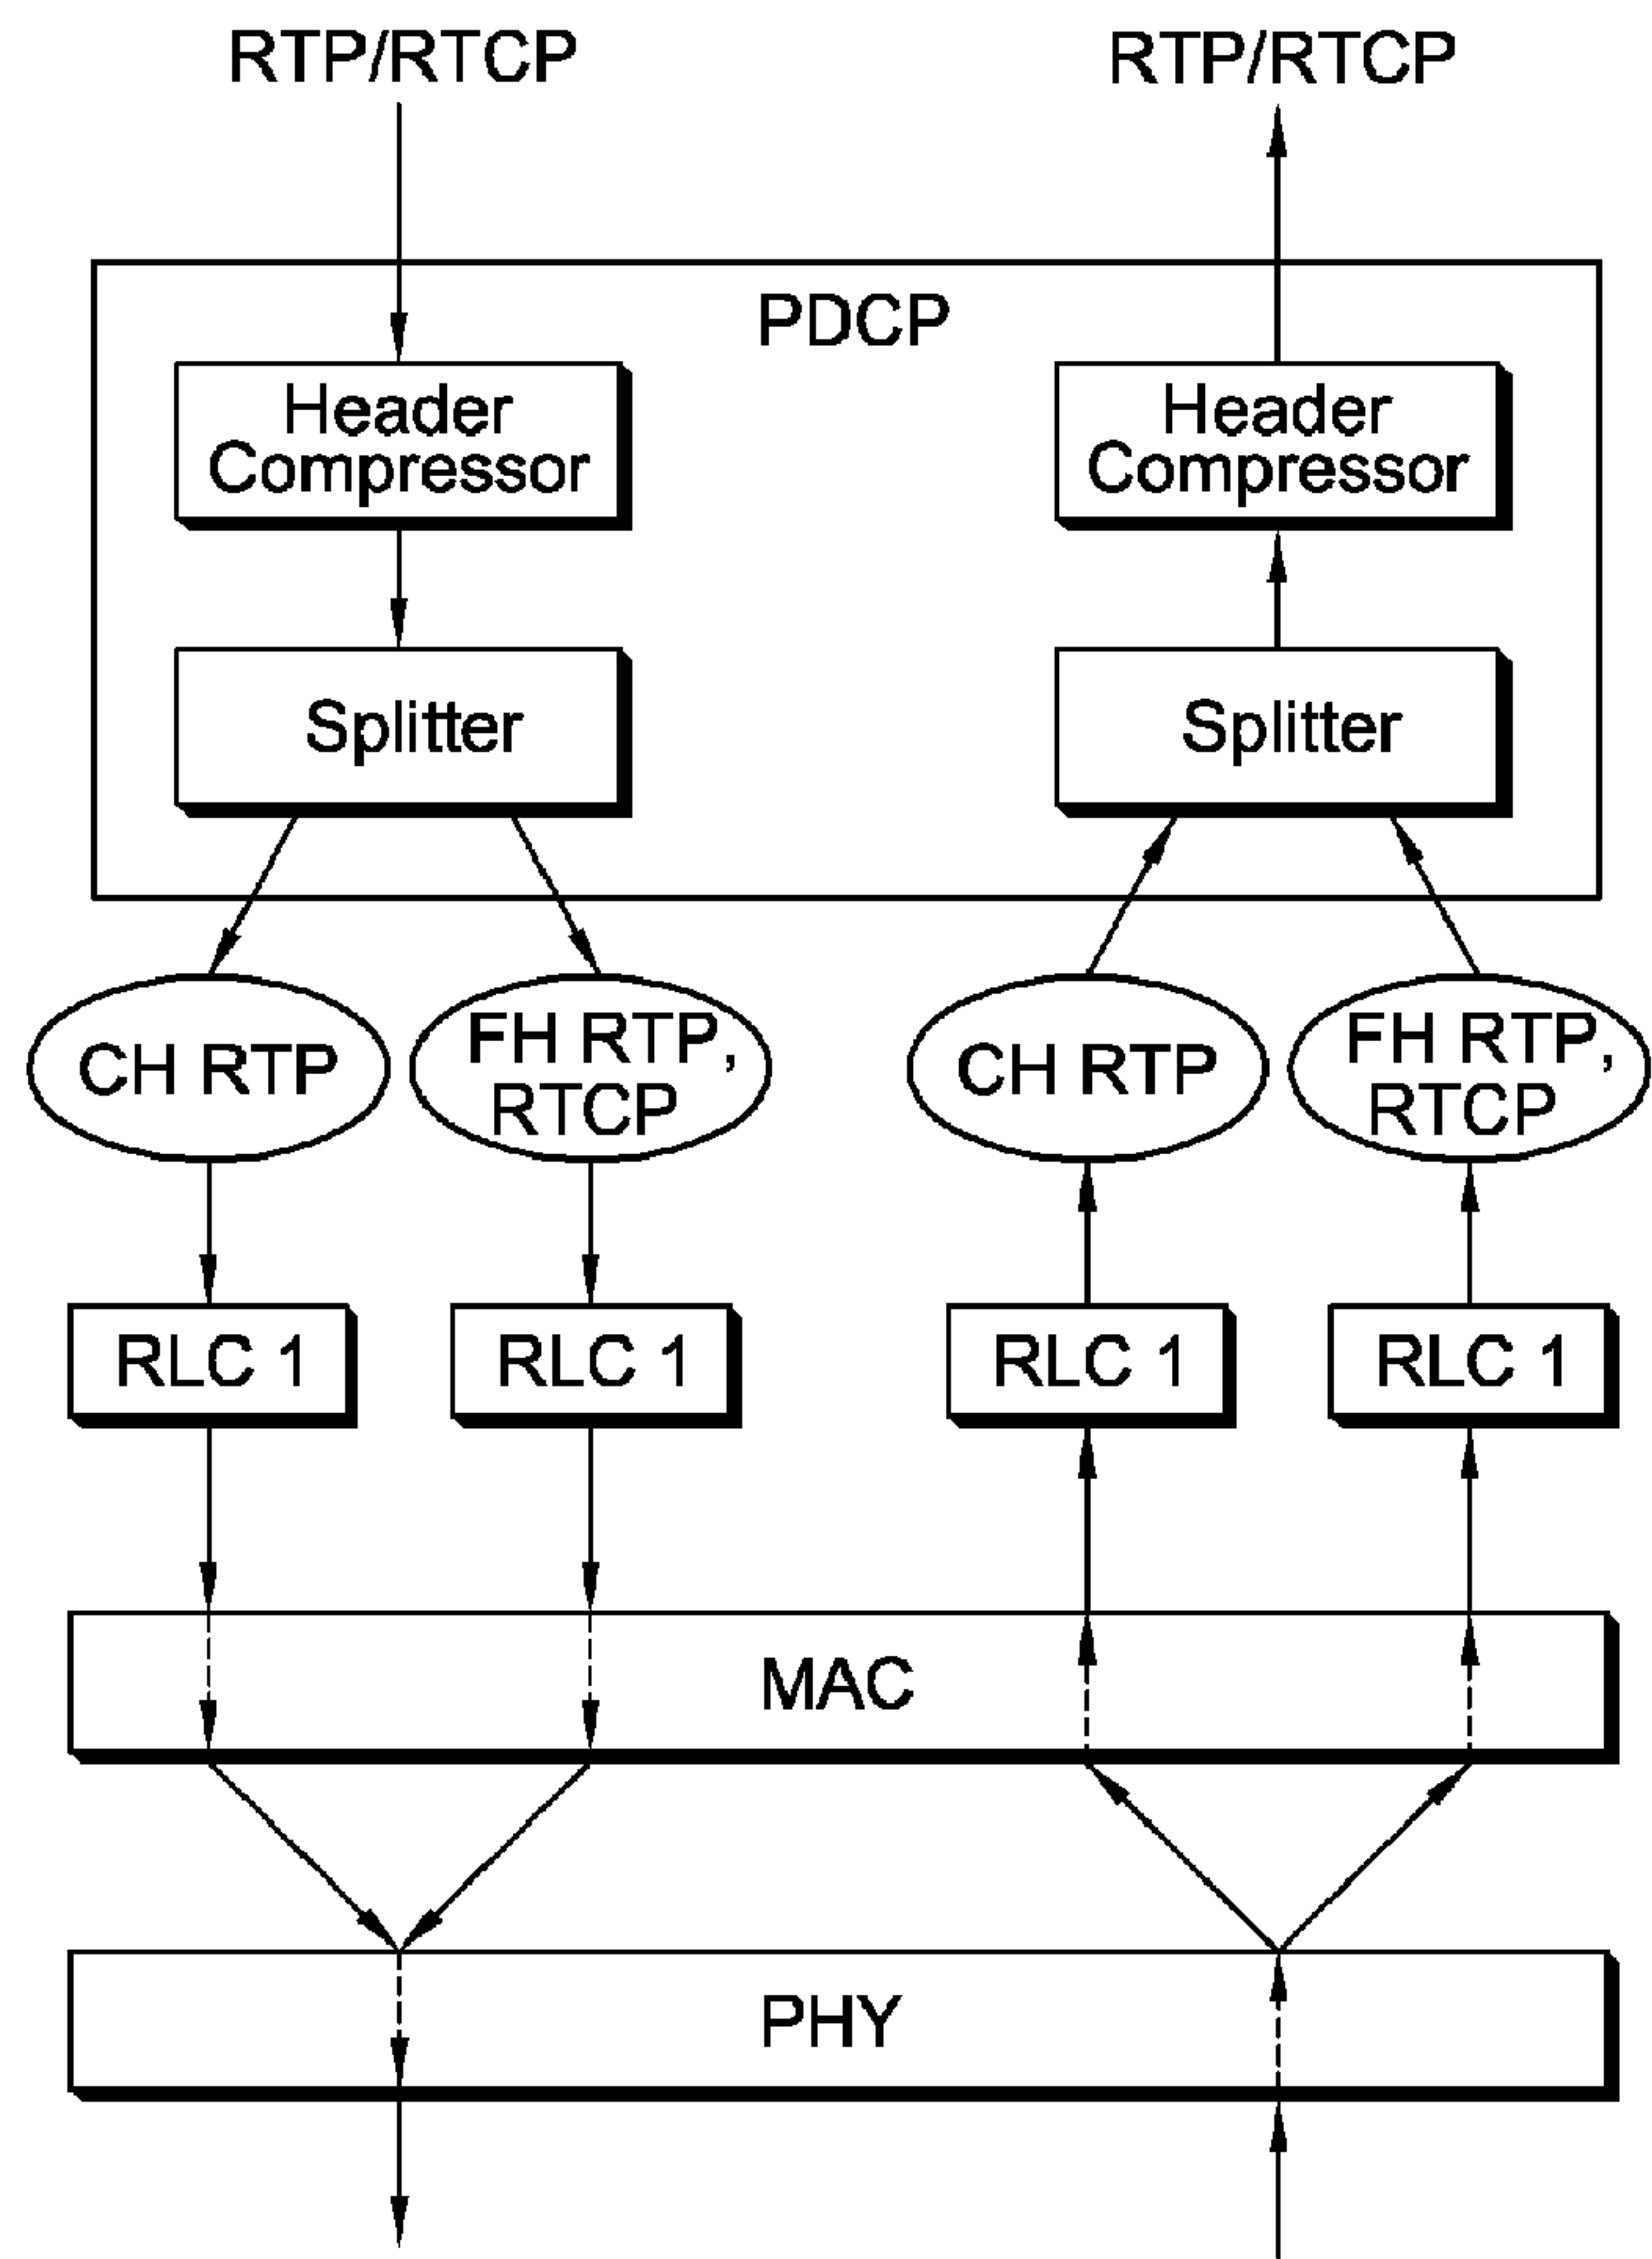 RTP/RTCP
RTP/RTCP
PDCP
Header
Compressor
Header
Compressor
Splitter
Splitter
CH RTP
FH RTP,
RTCP
CH RTP
FH RTP,
RTCP
RLC 1
RLC 1
RLC 1
RLC 1
MAC
PHY